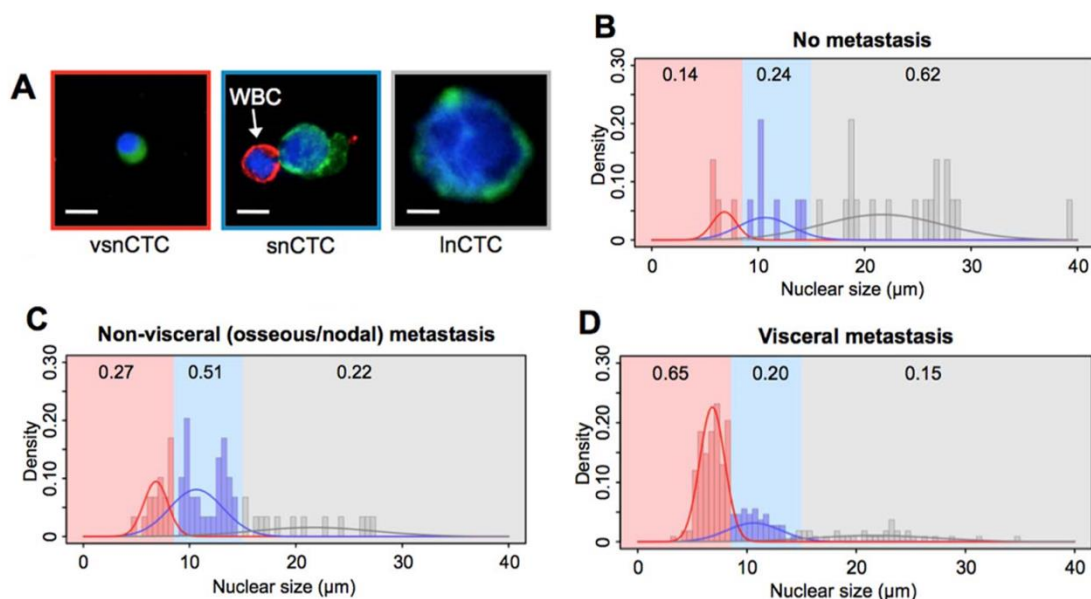 A
WBC
vsnCTC
snCTC
lnCTC
B
No metastasis
0.14
0.24
0.62
Density
0
0.10
0.20
0.30
0
10
20
30
40
Nuclear size (µm)
C
Non-visceral (osseous/nodal) metastasis
0.27
0.51
0.22
Density
0
0.10
0.20
0.30
0
10
20
30
40
Nuclear size (µm)
D
Visceral metastasis
0.65
0.20
0.15
Density
0
0.10
0.20
0.30
0
10
20
30
40
Nuclear size (µm)